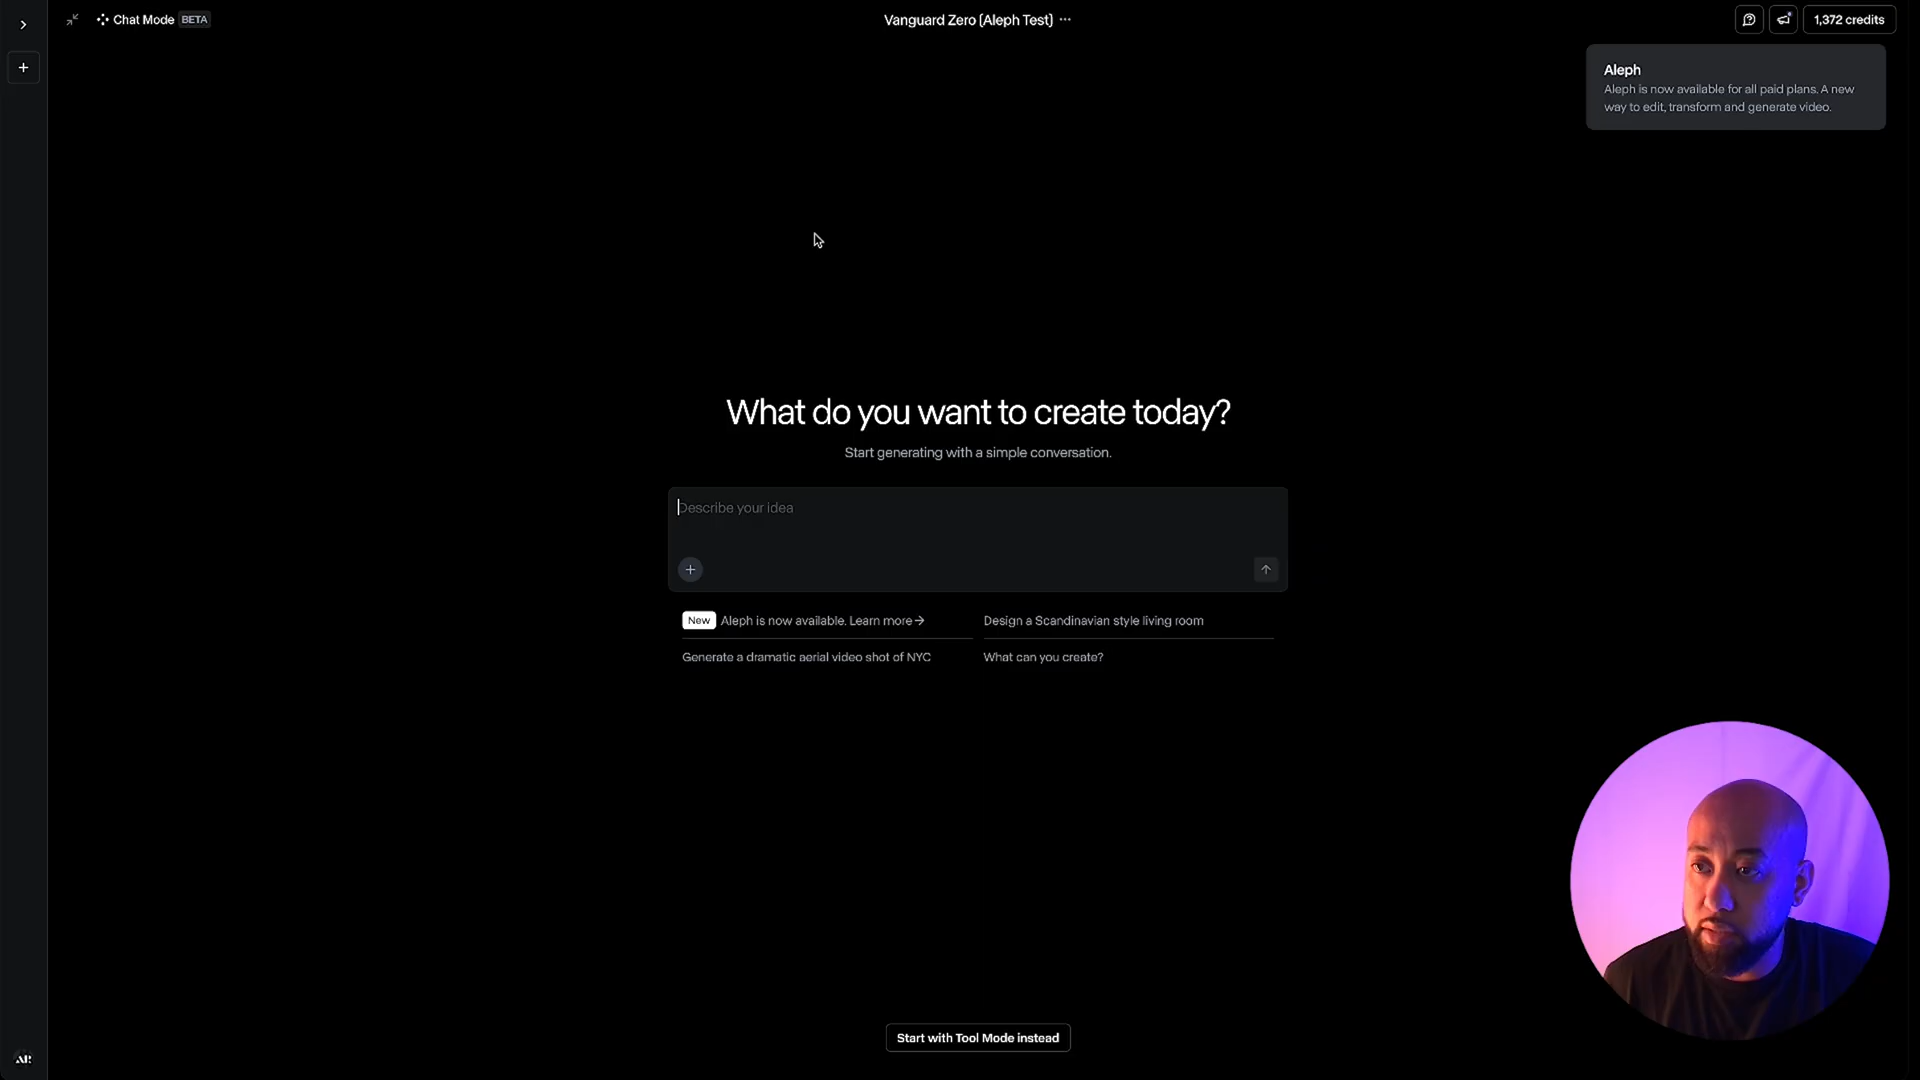 Chat Mode BETA
Vanguard Zero (Aleph Test) ···
1,372 credits
Aleph
Aleph is now available for all paid plans. A new
way to edit, transform and generate video.
What do you want to create today?
Start generating with a simple conversation.
Describe your idea
New Aleph is now available. Learn more →
Design a Scandinavian style living room
Generate a dramatic aerial video shot of NYC
What can you create?
Start with Tool Mode instead